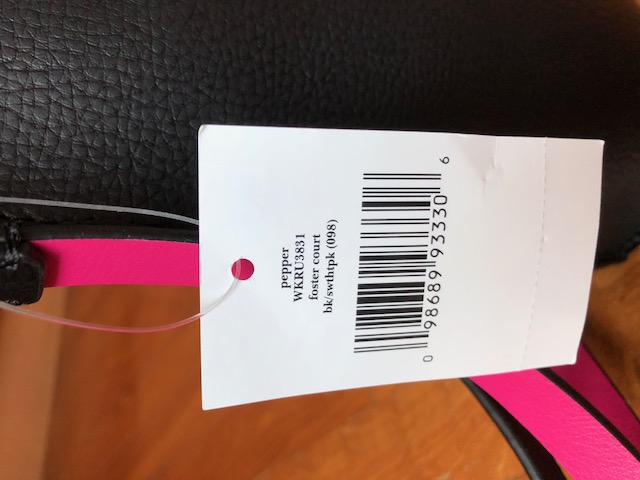 pepper
WKRU3831
foster court
bk/swthtpk (098)
0 98689 93330 6